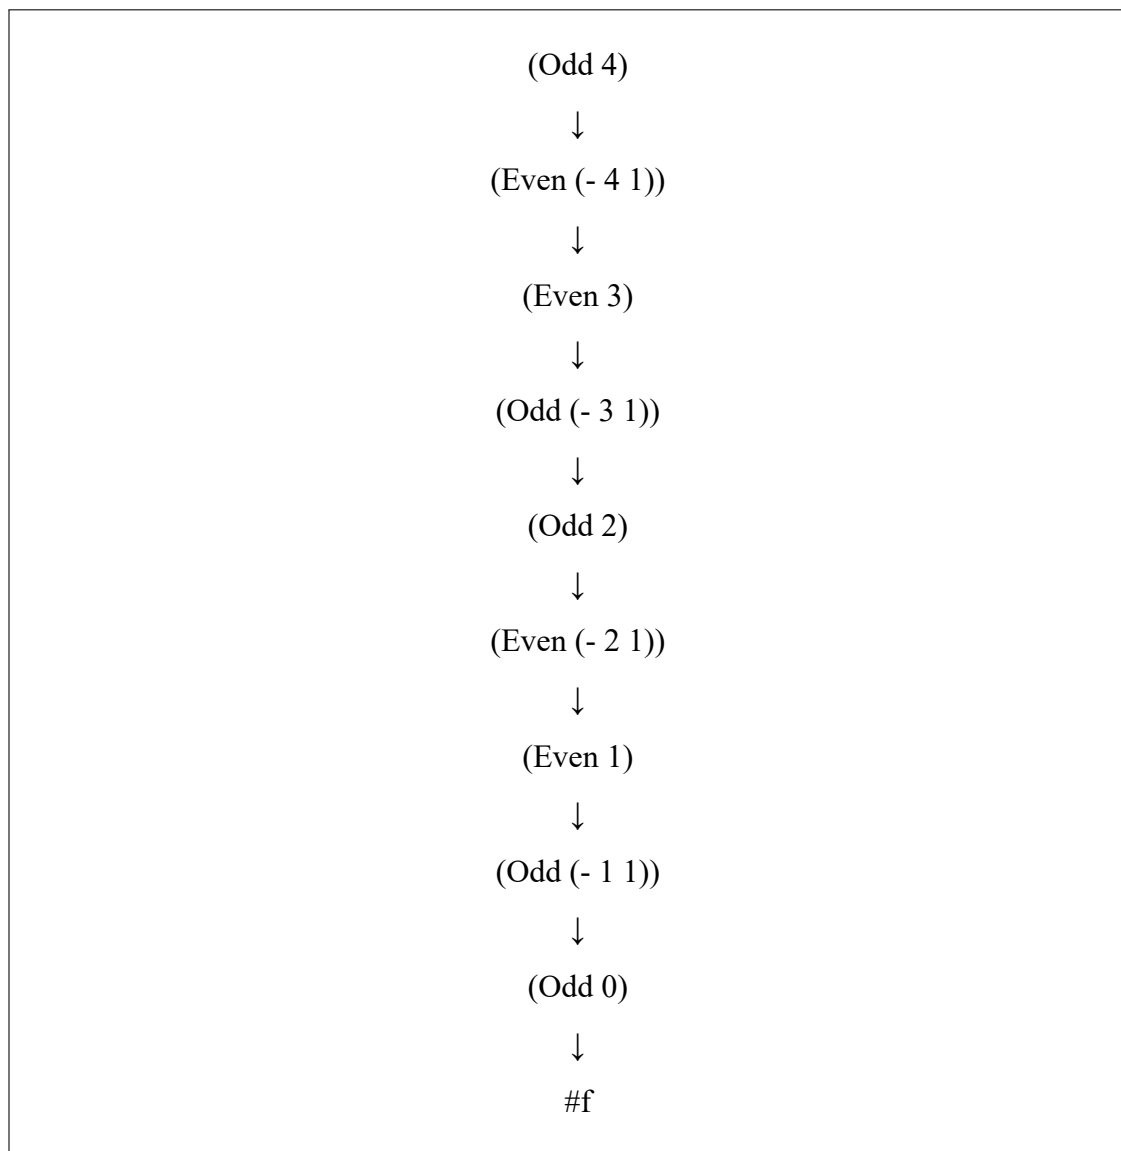 (Odd 4)
↓
(Even (- 4 1))
↓
(Even 3)
↓
(Odd (- 3 1))
↓
(Odd 2)
↓
(Even (- 2 1))
↓
(Even 1)
↓
(Odd (- 1 1))
↓
(Odd 0)
↓
#f